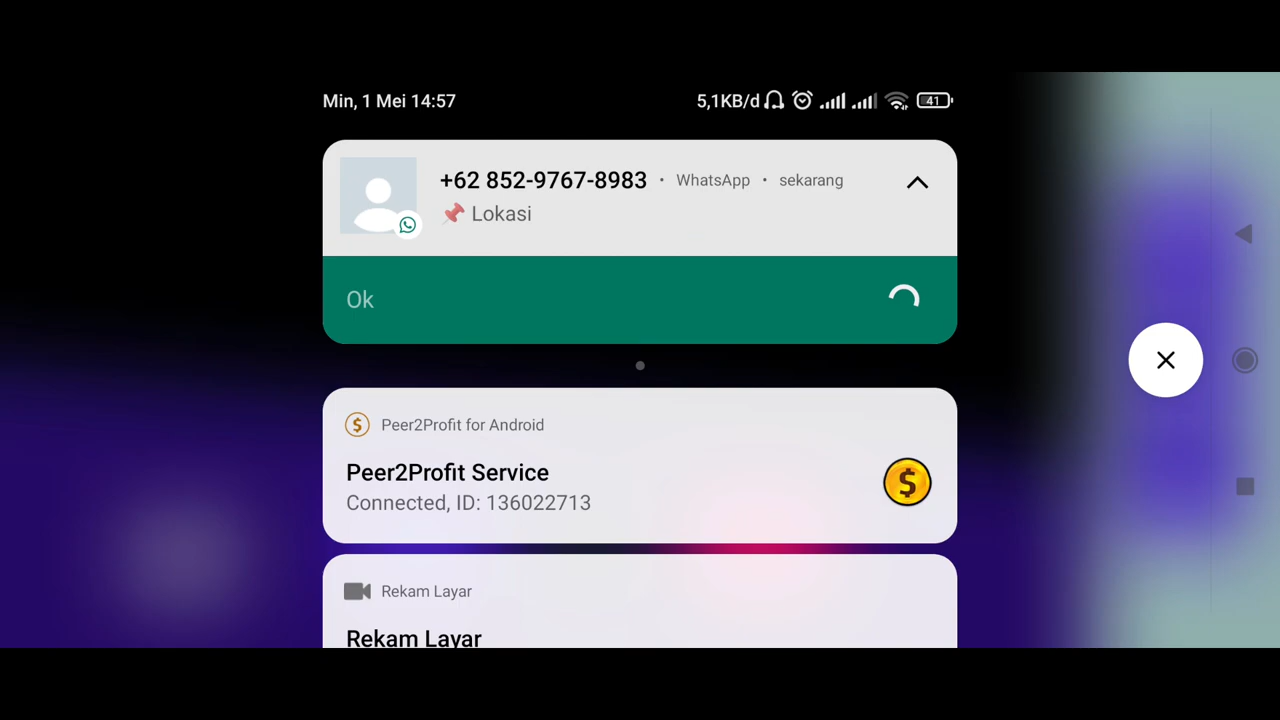 Min, 1 Mei 14:57
5,1KB/d 41
+62 852-9767-8983 • WhatsApp • sekarang
📌 Lokasi
Ok
Peer2Profit for Android
Peer2Profit Service
Connected, ID: 136022713
Rekam Layar
Rekam Layar